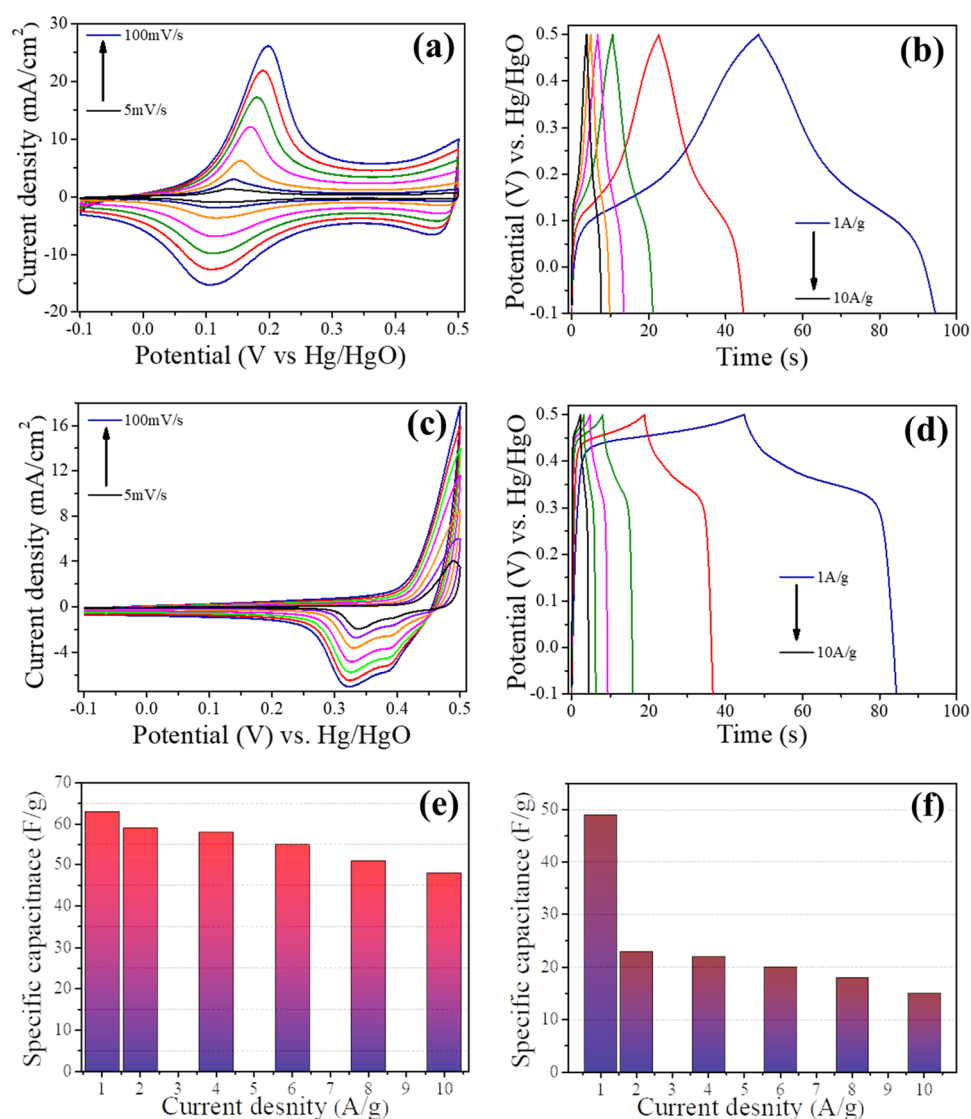 (a)
100mV/s
5mV/s
30
20
10
0
-10
-20
Current density (mA/cm²)
-0.1 0.0 0.1 0.2 0.3 0.4 0.5
Potential (V vs Hg/HgO)
(b)
0.5
0.4
0.3
0.2
0.1
0.0
-0.1
Potential (V) vs. Hg/HgO
1A/g
10A/g
0 20 40 60 80 100
Time (s)
(c)
100mV/s
5mV/s
16
12
8
4
0
-4
Current density (mA/cm²)
-0.1 0.0 0.1 0.2 0.3 0.4 0.5
Potential (V) vs. Hg/HgO
(d)
0.5
0.4
0.3
0.2
0.1
0.0
-0.1
Potential (V) vs. Hg/HgO
1A/g
10A/g
0 20 40 60 80 100
Time (s)
(e)
70
60
50
40
30
20
10
0
Specific capacitnace (F/g)
1 2 3 4 5 6 7 8 9 10
Current desnity (A/g)
(f)
50
40
30
20
10
0
Specific capacitance (F/g)
1 2 3 4 5 6 7 8 9 10
Current desnity (A/g)